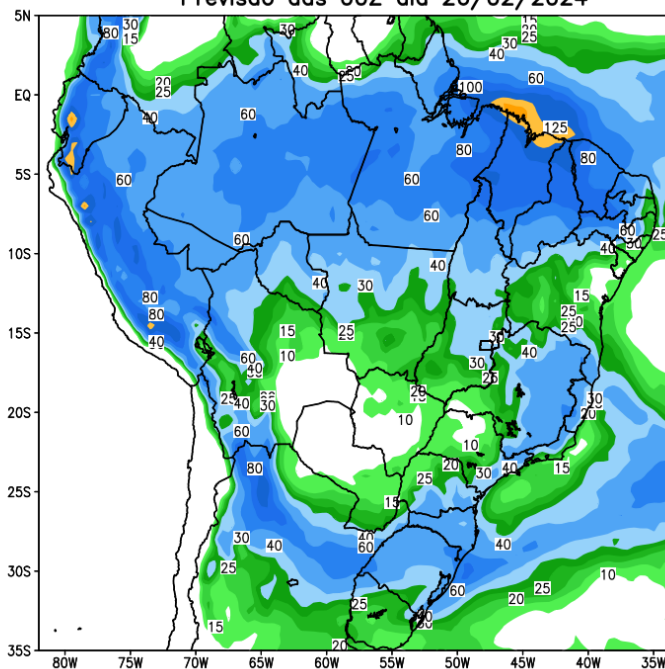 Previsão das 00Z dia 26/02/2024
5N
EQ
5S
10S
15S
20S
25S
30S
35S
80W 75W 70W 65W 60W 55W 50W 45W 40W 35W
80 30 15 30 15 20 25
20 25 40 25 80 30 40
60 100
40 60 60 80 125 80
60 60 60
60 60 25
60 40 40 30
40 30 15
80 80 15 25 25 25
40 10 30 30 40
60 40 25
25 40 30 20 10 30 20
60 10
80 20 30 40 15
15 25
30 40 40 60 40
25 60 10
25 25 20
15 20 15